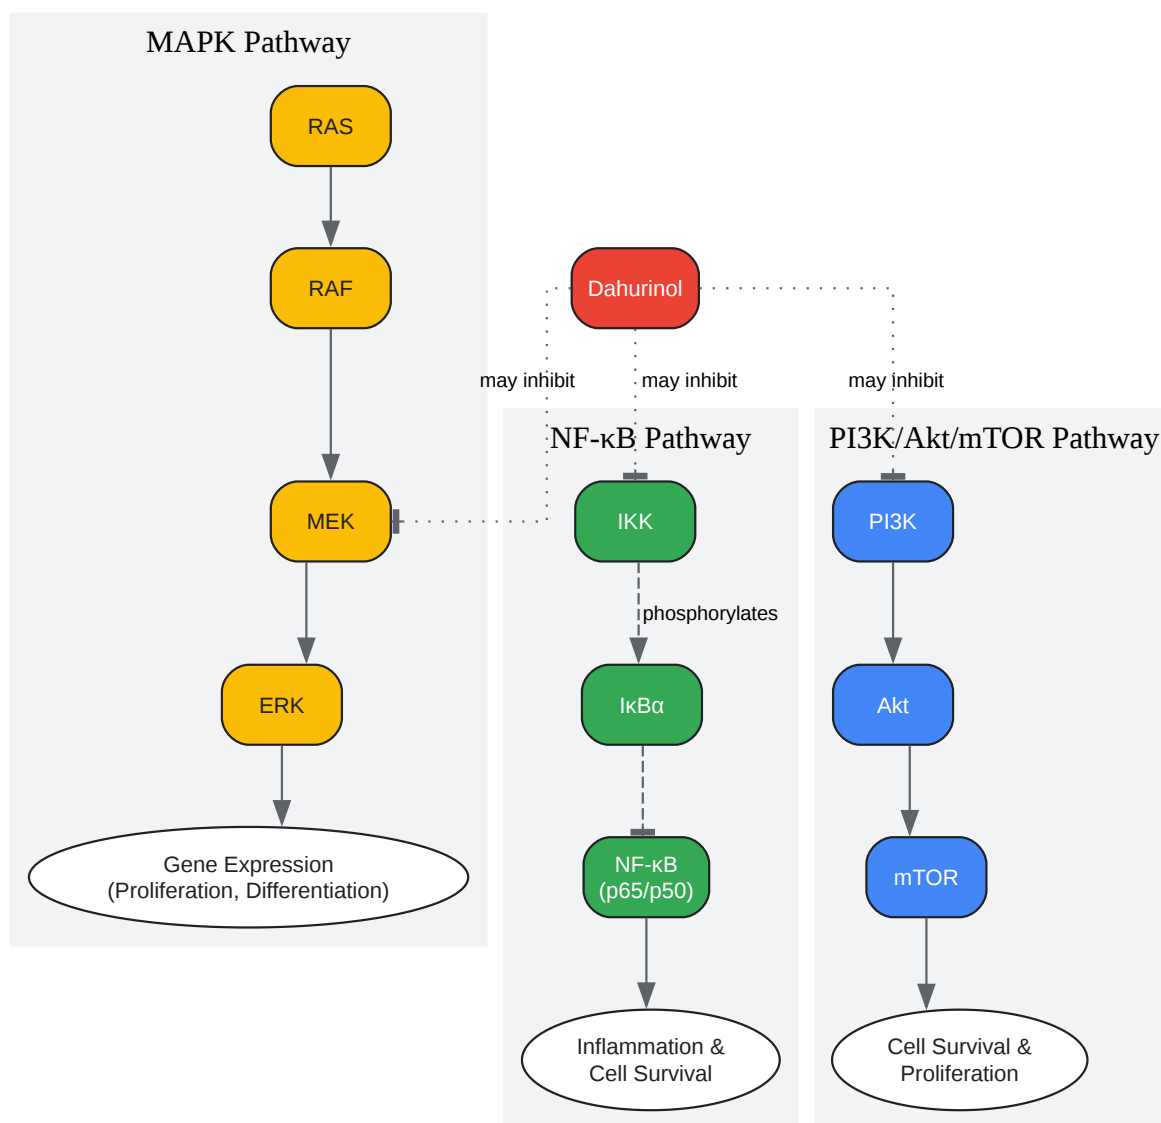 MAPK Pathway
RAS
RAF
Dahurinol
may inhibit
may inhibit
may inhibit
NF-κB Pathway
PI3K/Akt/mTOR Pathway
MEK
IKK
PI3K
phosphorylates
ERK
IκBα
Akt
Gene Expression
(Proliferation, Differentiation)
NF-κB
(p65/p50)
mTOR
Inflammation &
Cell Survival
Cell Survival &
Proliferation